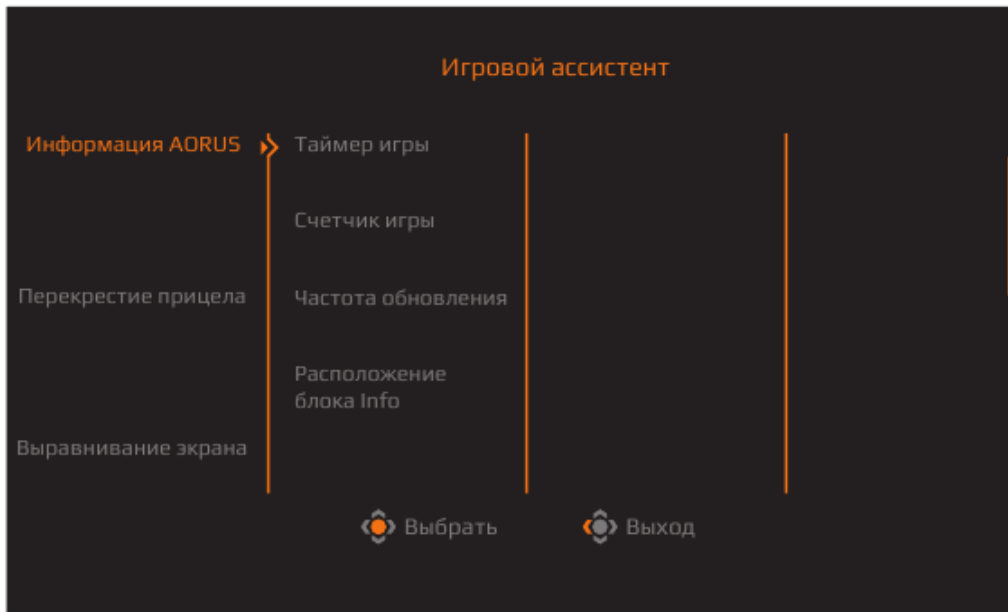 Игровой ассистент
Информация AORUS
Таймер игры
Счетчик игры
Перекрестие прицела
Частота обновления
Расположение
блока Info
Выравнивание экрана
Выбрать
Выход